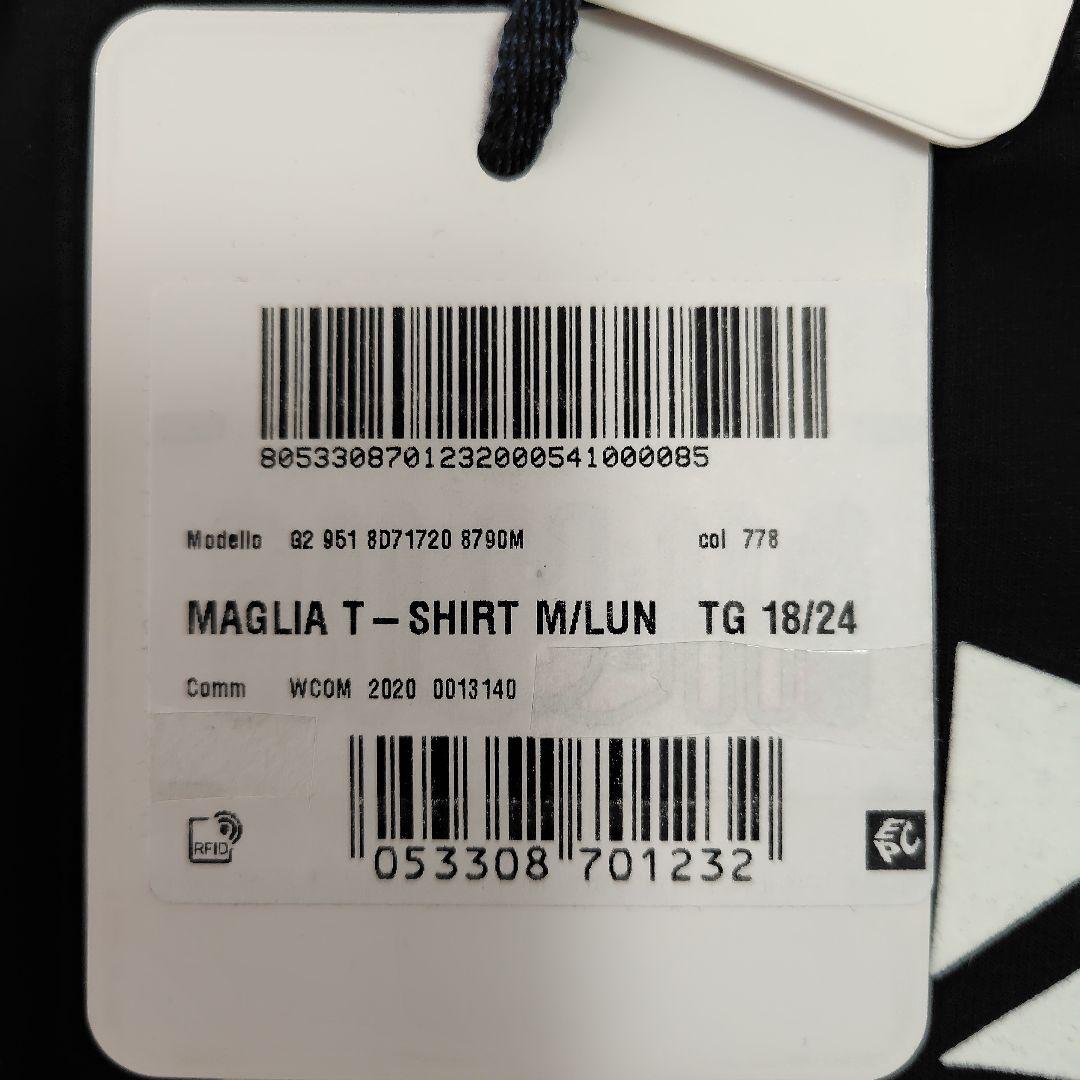 8053308701232000541000085
Modello G2 951 8D71720 8790M col 778
MAGLIA T-SHIRT M/LUN TG 18/24
Comm WCOM 2020 0013140
053308 701232
RFID EPC